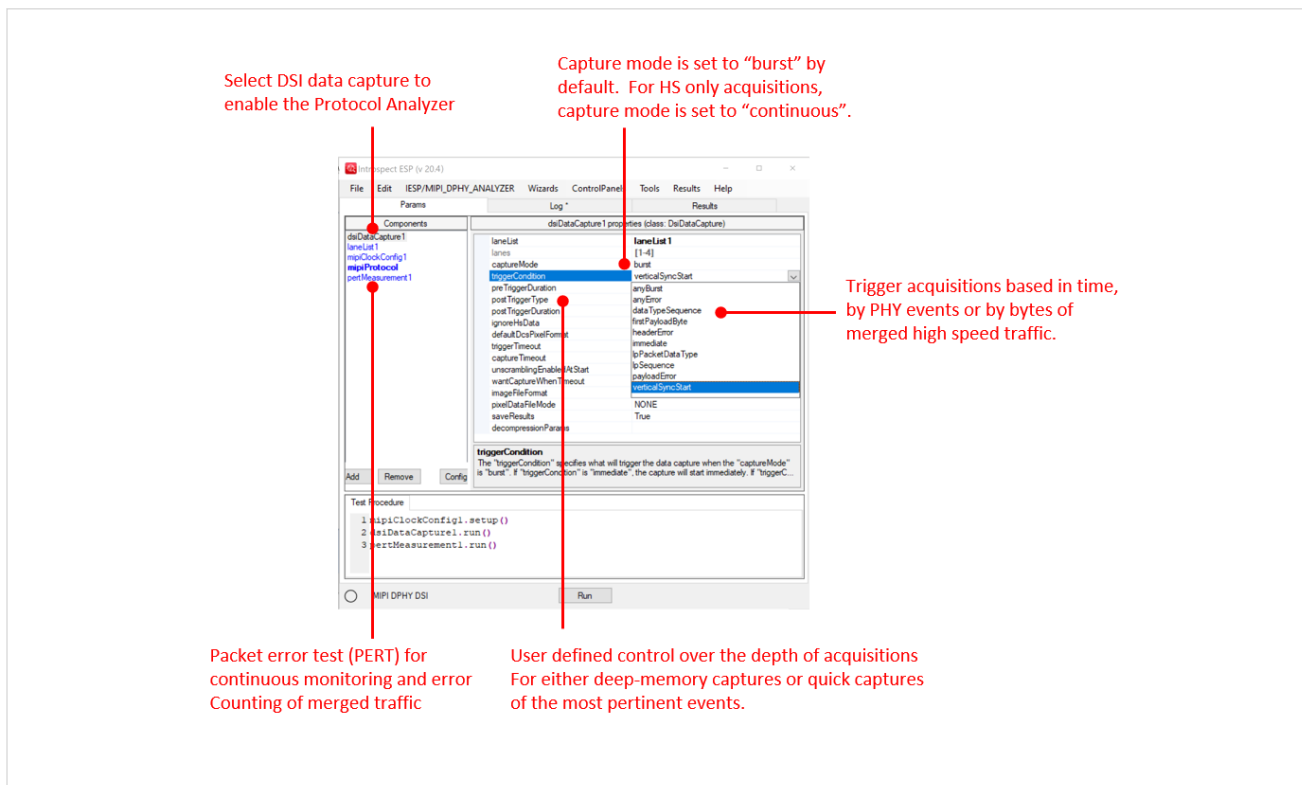 Select DSI data capture to
enable the Protocol Analyzer
Capture mode is set to “burst” by
default. For HS only acquisitions,
capture mode is set to “continuous”.
Introspect ESP (v 20.4)
File Edit IESP/MIPI_DPHY_ANALYZER Wizards ControlPanels Tools Results Help
Params Log * Results
Components dsiDataCapture1 properties (class: DsiDataCapture)
dsiDataCapture1
laneList1
mipiClockConfig1
mipiProtocol
pertMeasurement1
laneList laneList1
lanes [1-4]
captureMode burst
triggerCondition verticalSyncStart
preTriggerDuration anyBurst
postTriggerType anyError
postTriggerDuration dataTypeSequence
ignoreHsData firstPayloadByte
defaultDcsPixelFormat headerError
triggerTimeout immediate
captureTimeout lpPacketDataType
unscramblingEnabledAtStart lpSequence
wantCaptureWhenTimeout payloadError
imageFileFormat verticalSyncStart
pixelDataFileMode NONE
saveResults True
decompressionParams
Trigger acquisitions based in time,
by PHY events or by bytes of
merged high speed traffic.
triggerCondition
The "triggerCondition" specifies what will trigger the data capture when the "captureMode"
is "burst". If "triggerCondition" is "immediate", the capture will start immediately. If "triggerC...
Add Remove Config
Test Procedure
1 mipiClockConfig1.setup()
2 dsiDataCapture1.run()
3 pertMeasurement1.run()
MIPI DPHY DSI Run
Packet error test (PERT) for
continuous monitoring and error
Counting of merged traffic
User defined control over the depth of acquisitions
For either deep-memory captures or quick captures
of the most pertinent events.